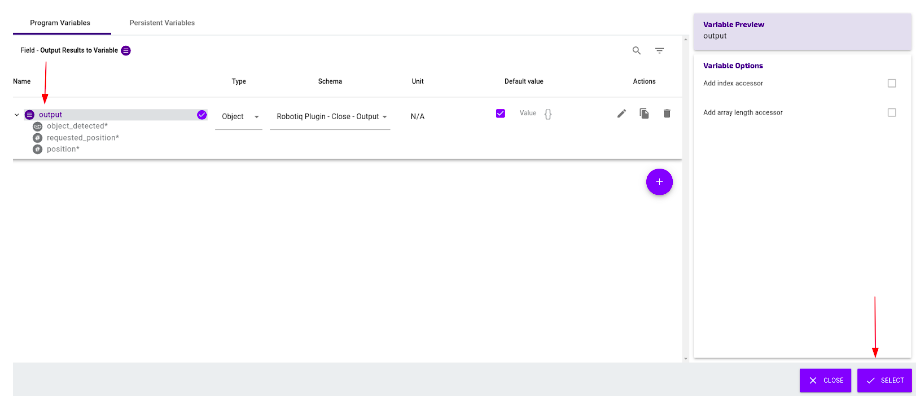 Program Variables
Persistent Variables
Field - Output Results to Variable
Name
Type
Schema
Unit
Default value
Actions
output
Object
Robotiq Plugin - Close - Output
N/A
Value {}
object_detected*
requested_position*
position*
+
Variable Preview
output
Variable Options
Add index accessor
Add array length accessor
CLOSE
SELECT